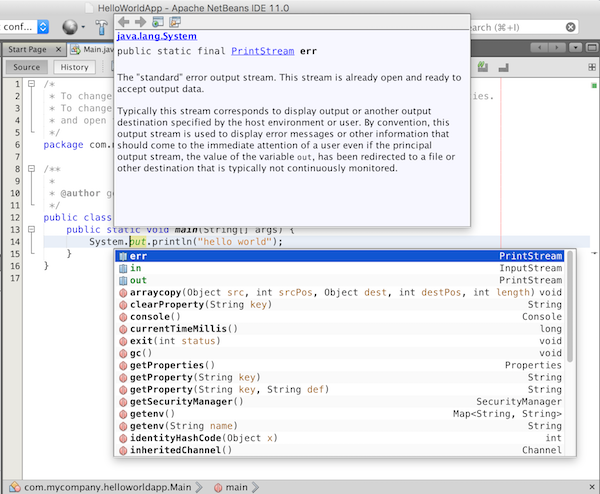 HelloWorldApp - Apache NetBeans IDE 11.0
conf...
Search (⌘+I)
Start Page
Main.java
Source
History
java.lang.System
public static final PrintStream err
The "standard" error output stream. This stream is already open and ready to
accept output data.
Typically this stream corresponds to display output or another output
destination specified by the host environment or user. By convention, this
output stream is used to display error messages or other information that
should come to the immediate attention of a user even if the principal
output stream, the value of the variable out, has been redirected to a file or
other destination that is typically not continuously monitored.
1 /*
2 * To change ies.
3 * To change
4 * and open
5 */
6 package com.
7
8 /**
9 *
10 * @author
11 */
12 public class
13 public static void main(String[] args) {
14 System.out.println("hello world");
15 }
16 }
17
err PrintStream
in InputStream
out PrintStream
arraycopy(Object src, int srcPos, Object dest, int destPos, int length) void
clearProperty(String key) String
console() Console
currentTimeMillis() long
exit(int status) void
gc() void
getProperties() Properties
getProperty(String key) String
getProperty(String key, String def) String
getSecurityManager() SecurityManager
getenv() Map<String, String>
getenv(String name) String
identityHashCode(Object x) int
inheritedChannel() Channel
com.mycompany.helloworldapp.Main
main